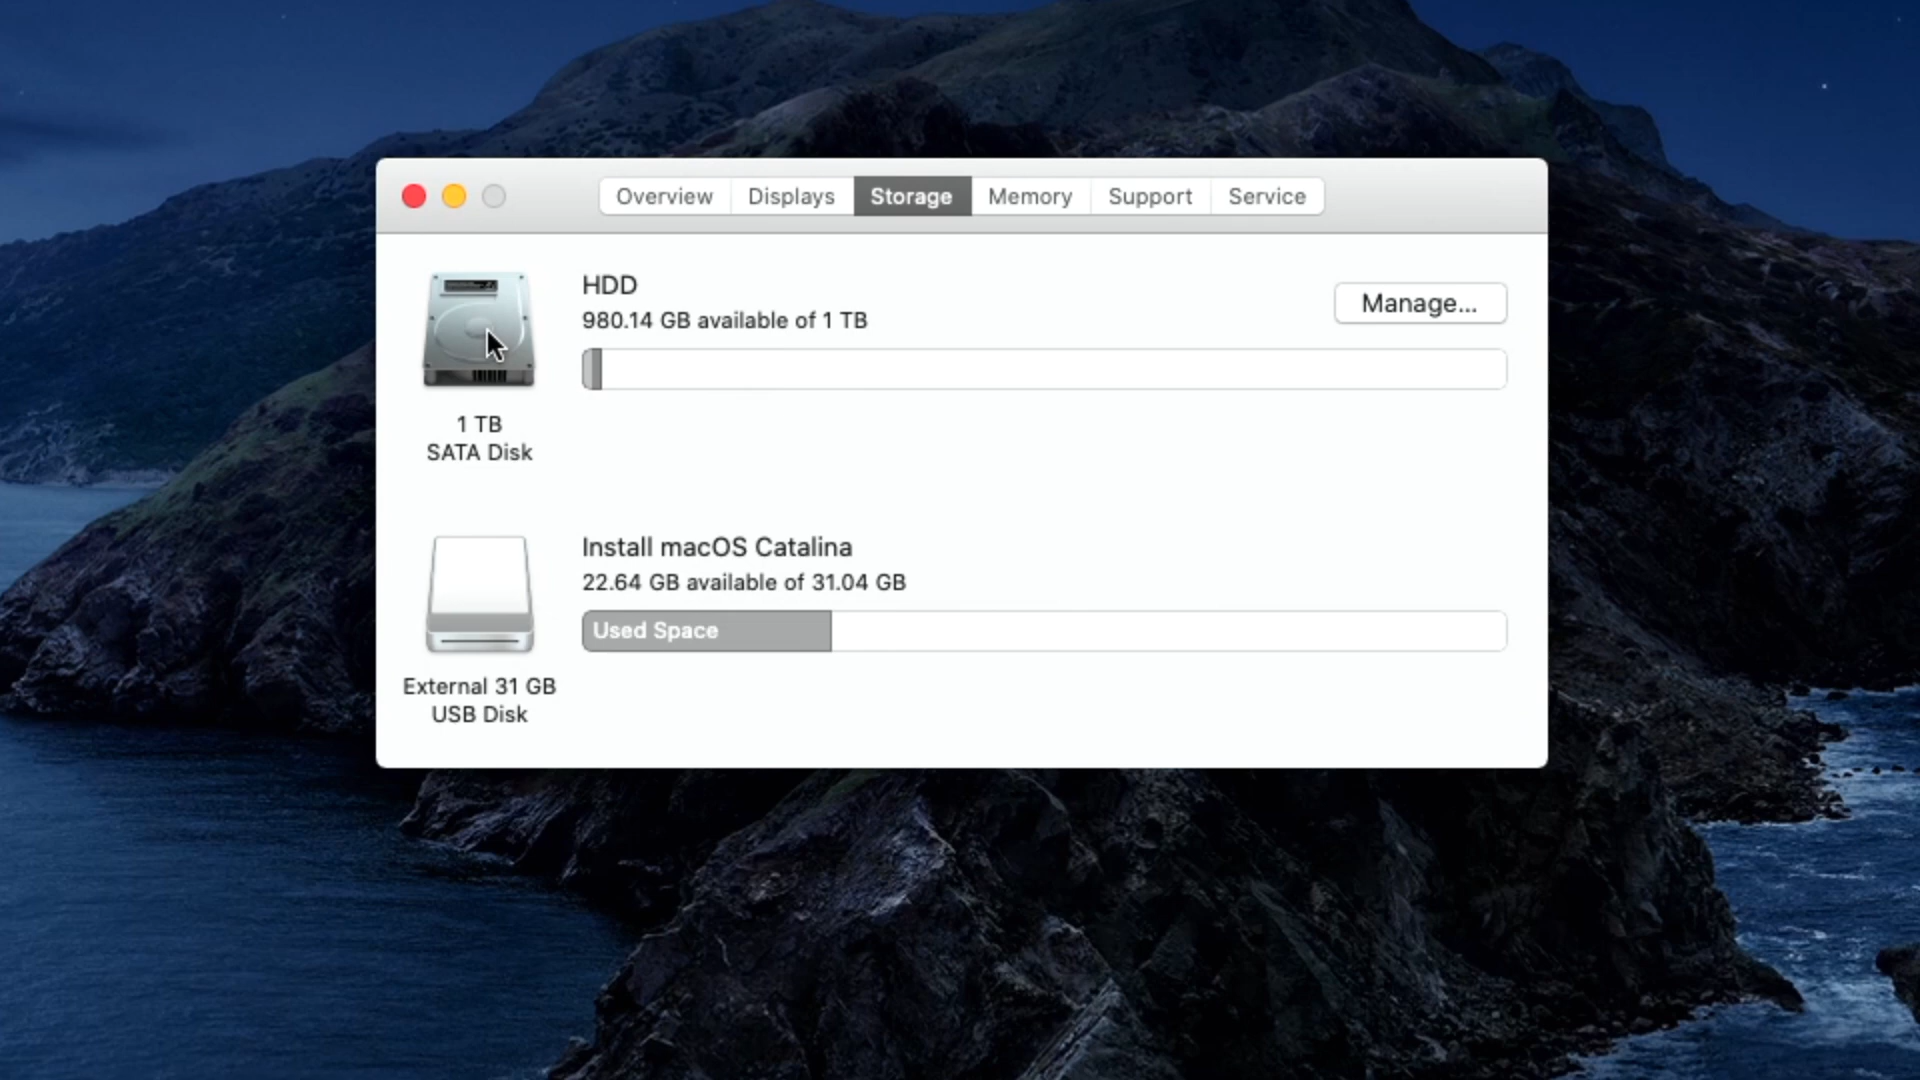 Overview
Displays
Storage
Memory
Support
Service
HDD
980.14 GB available of 1 TB
Manage...
1 TB
SATA Disk
Install macOS Catalina
22.64 GB available of 31.04 GB
Used Space
External 31 GB
USB Disk